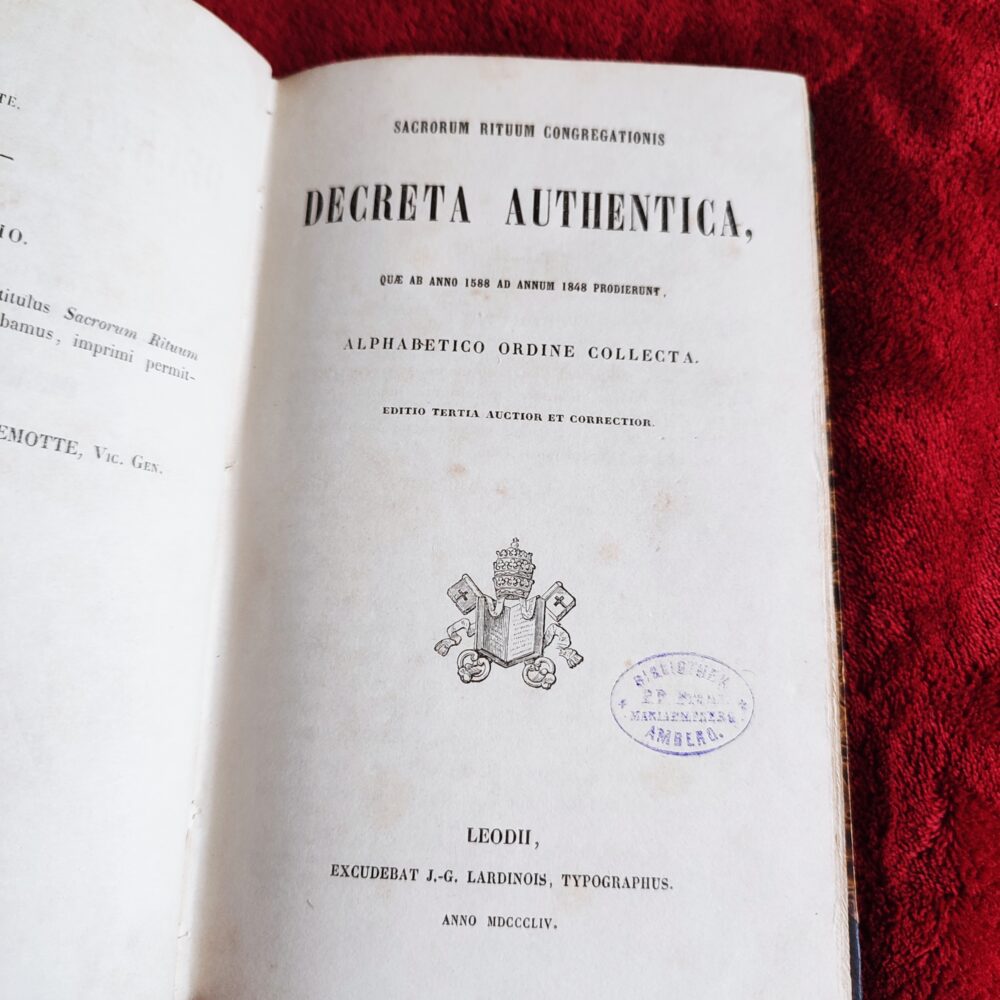 TE.
IO.
titulus Sacrorum Rituum
bamus, imprimi permit-
EMOTTE, Vic. Gen.
SACRORUM RITUUM CONGREGATIONIS
DECRETA AUTHENTICA,
QUÆ AB ANNO 1588 AD ANNUM 1848 PRODIERUNT,
ALPHABETICO ORDINE COLLECTA.
EDITIO TERTIA AUCTIOR ET CORRECTIOR.
BIBLIOTHEK
AMBERG.
LEODII,
EXCUDEBAT J.-G. LARDINOIS, TYPOGRAPHUS.
ANNO MDCCCLIV.